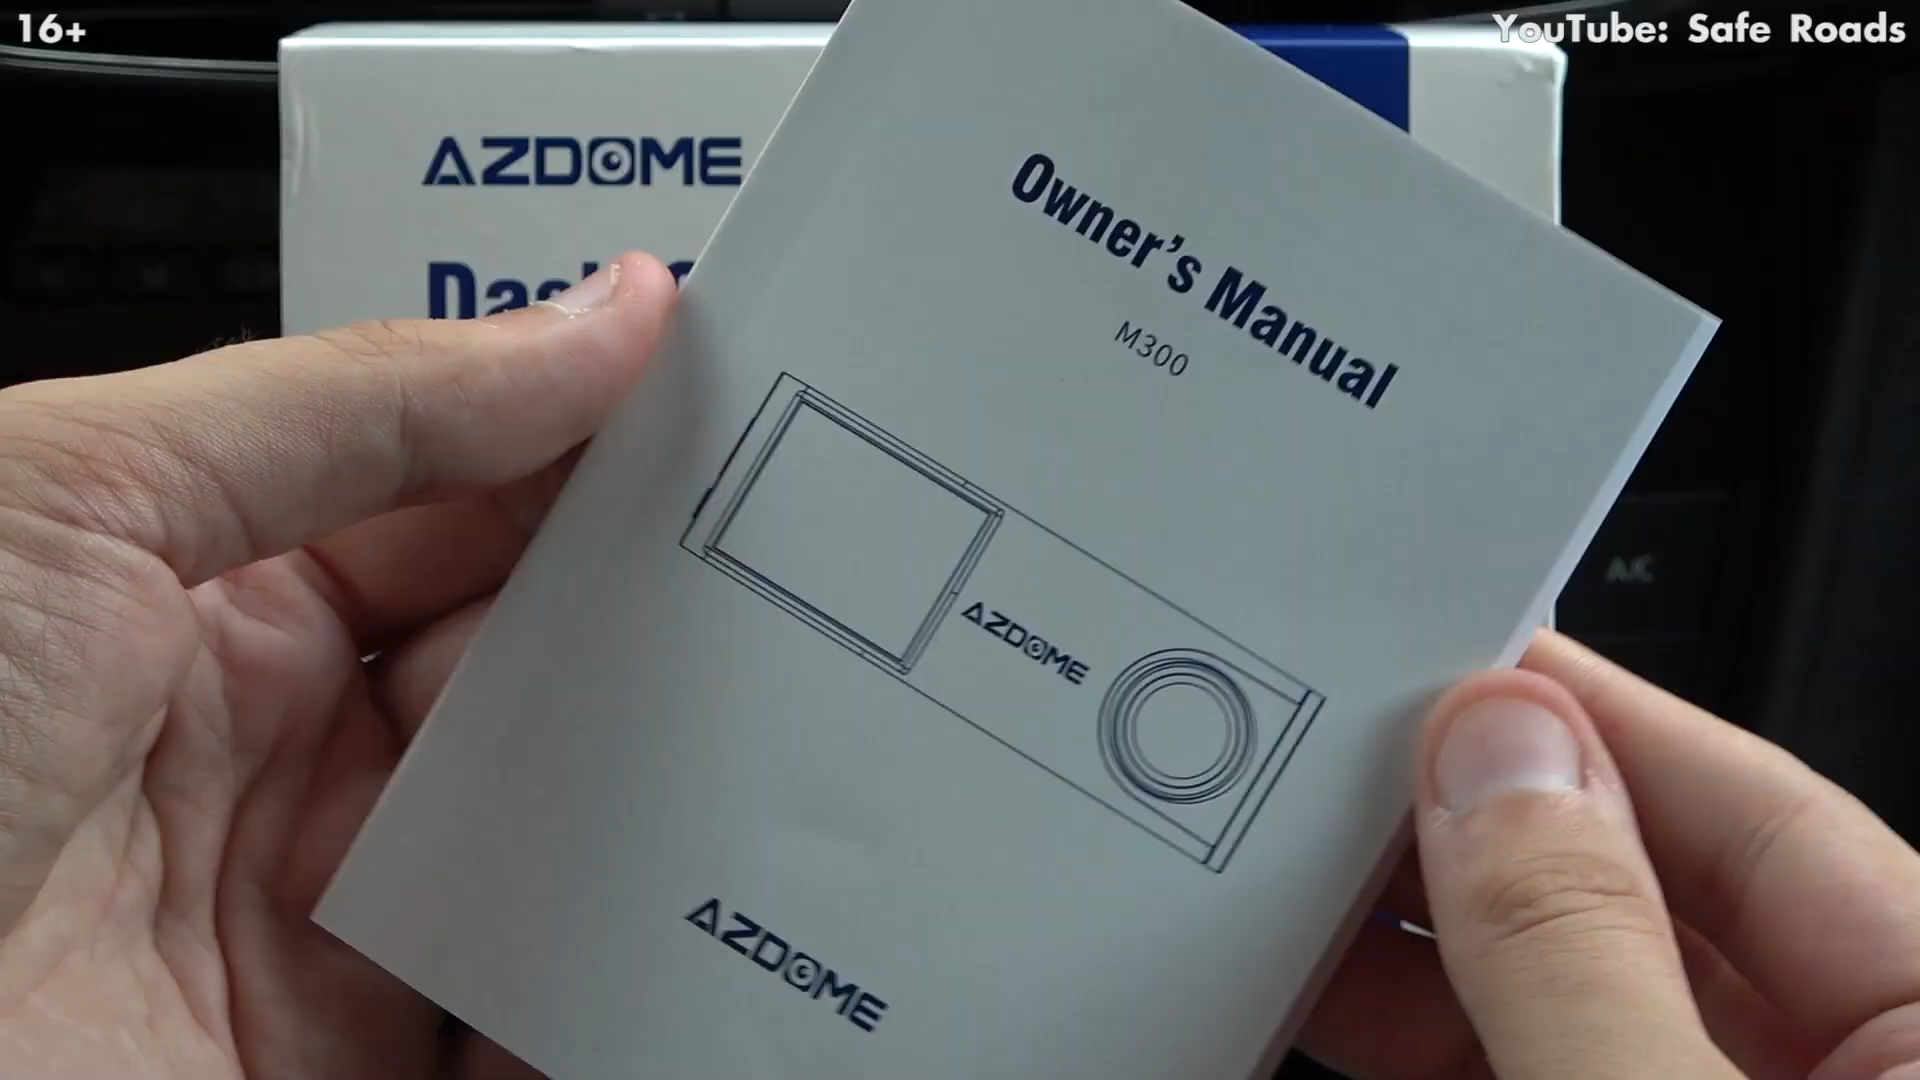 16+
YouTube: Safe Roads
AZDOME
Owner's Manual
M300
AZDOME
AZDOME
A/C